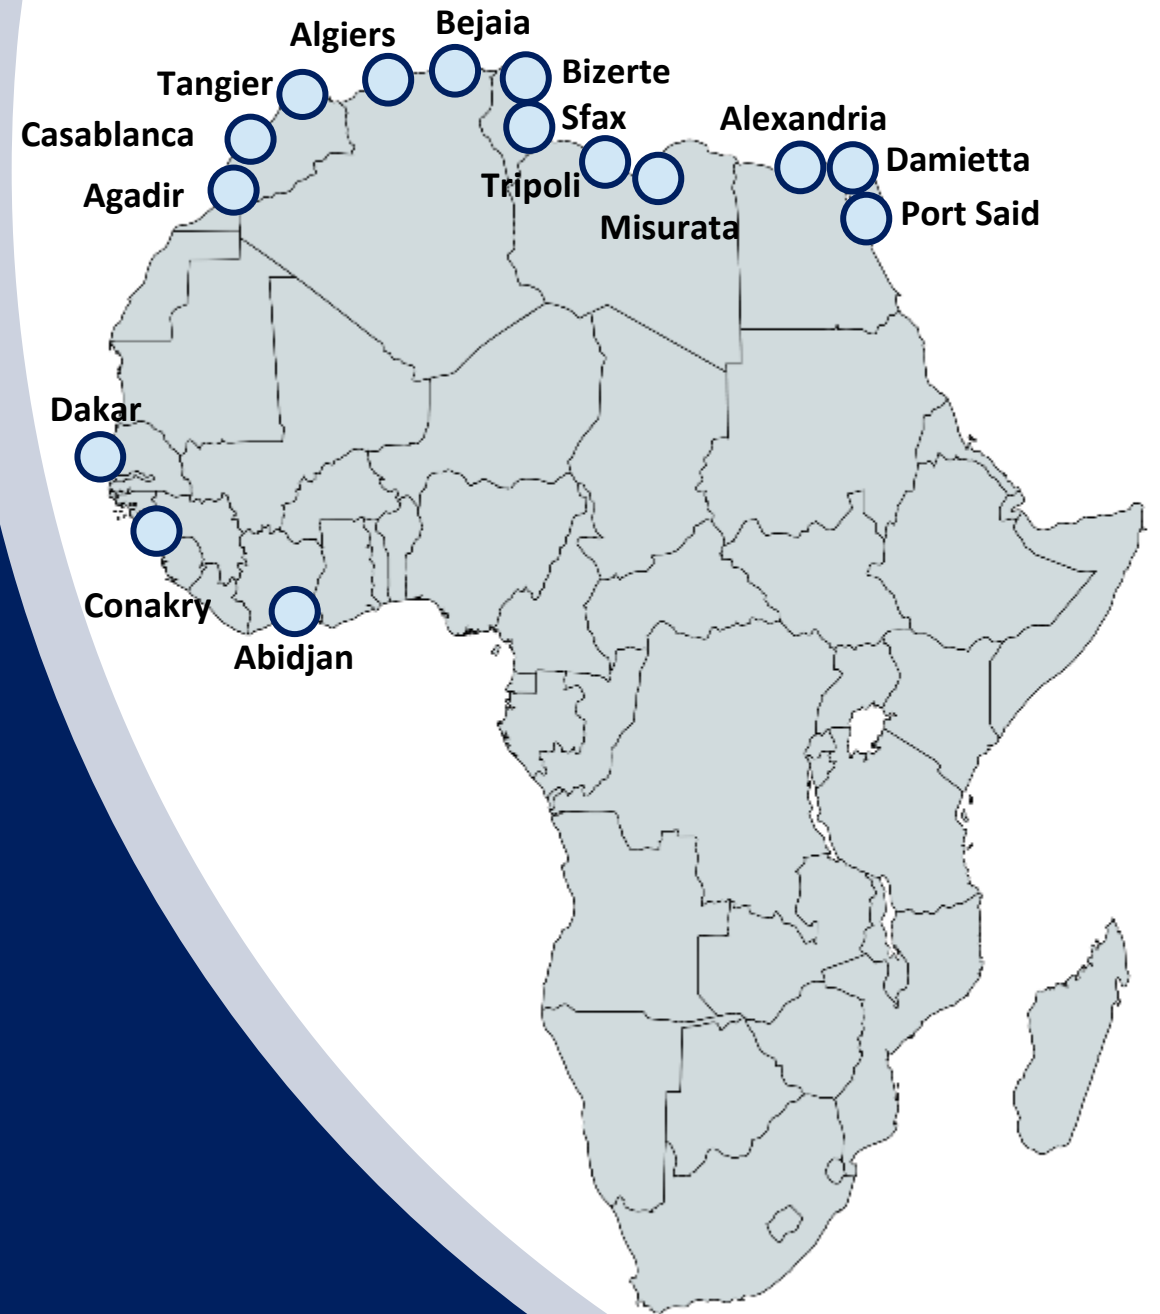 Bejaia
Algiers
Bizerte
Tangier
Sfax
Alexandria
Casablanca
Damietta
Tripoli
Agadir
Port Said
Misurata
Dakar
Conakry
Abidjan